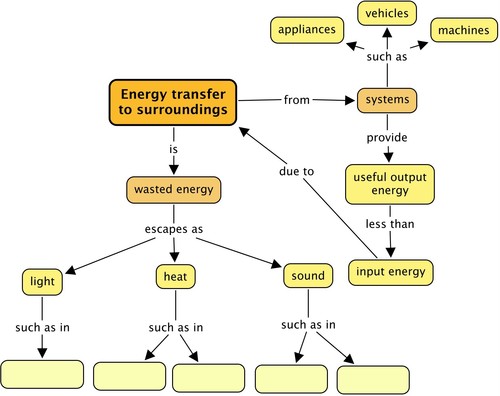 vehicles
appliances
machines
such as
Energy transfer
to surroundings
from
systems
is
provide
due to
wasted energy
useful output
energy
escapes as
less than
light
heat
sound
input energy
such as in
such as in
such as in